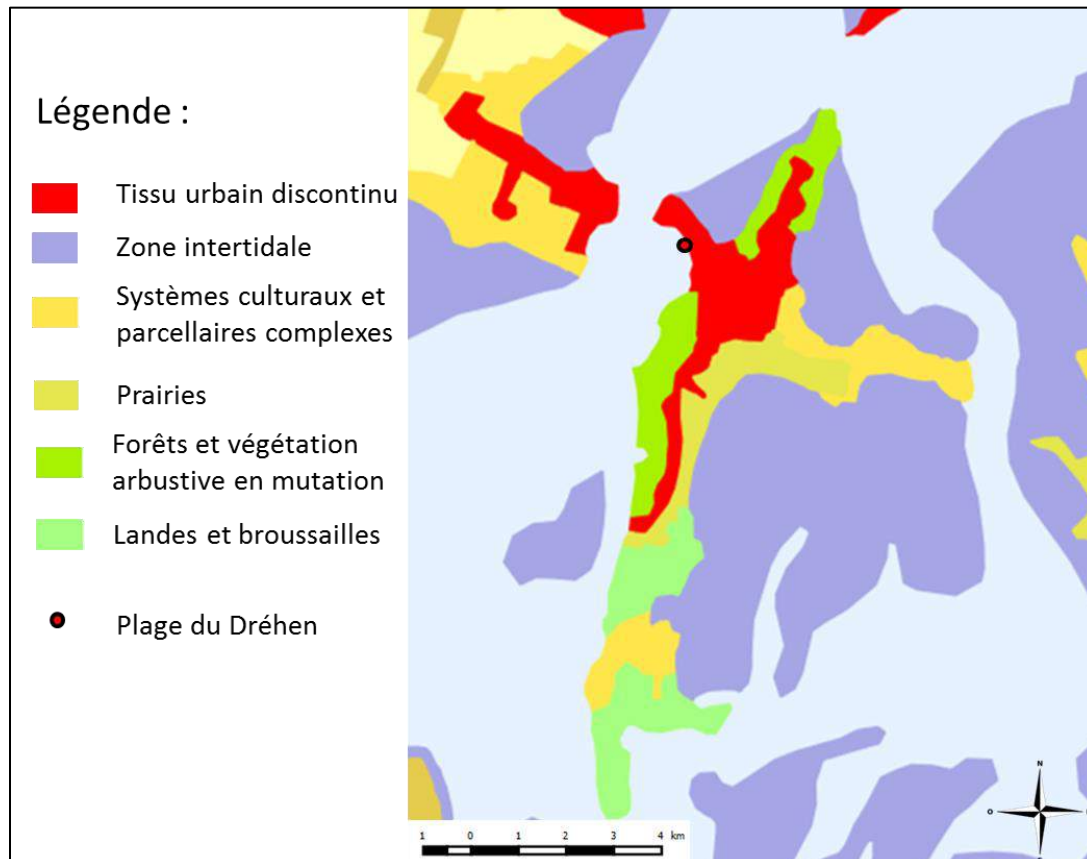 Légende :
Tissu urbain discontinu
Zone intertidale
Systèmes culturaux et
parcellaires complexes
Prairies
Forêts et végétation
arbustive en mutation
Landes et broussailles
Plage du Dréhen
1 0 1 2 3 4 km
N
O